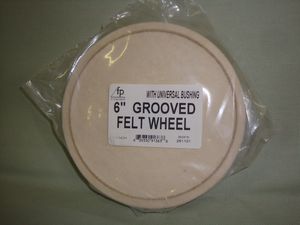 fp
WITH UNIVERSAL BUSHING
6" GROOVED
FELT WHEEL